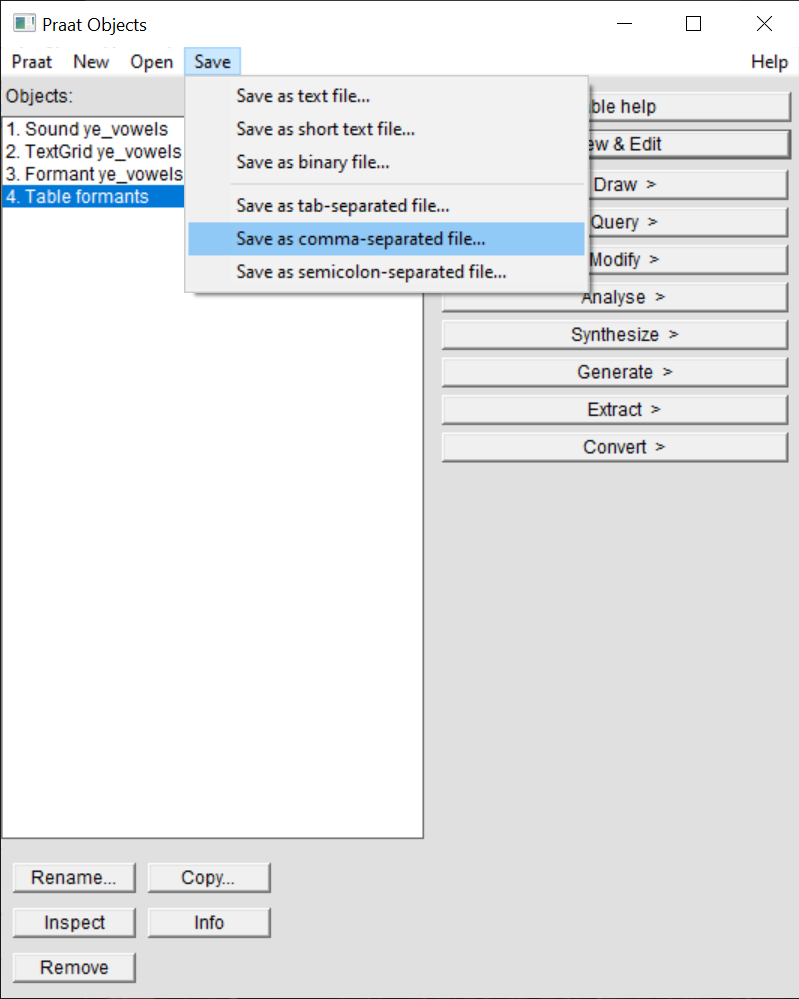 Praat Objects
Praat New Open Save Help
Objects:
1. Sound ye_vowels
2. TextGrid ye_vowels
3. Formant ye_vowels
4. Table formants
Save as text file...
Save as short text file...
Save as binary file...
Save as tab-separated file...
Save as comma-separated file...
Save as semicolon-separated file...
ble help
ew & Edit
Draw >
Query >
Modify >
Analyse >
Synthesize >
Generate >
Extract >
Convert >
Rename... Copy...
Inspect Info
Remove